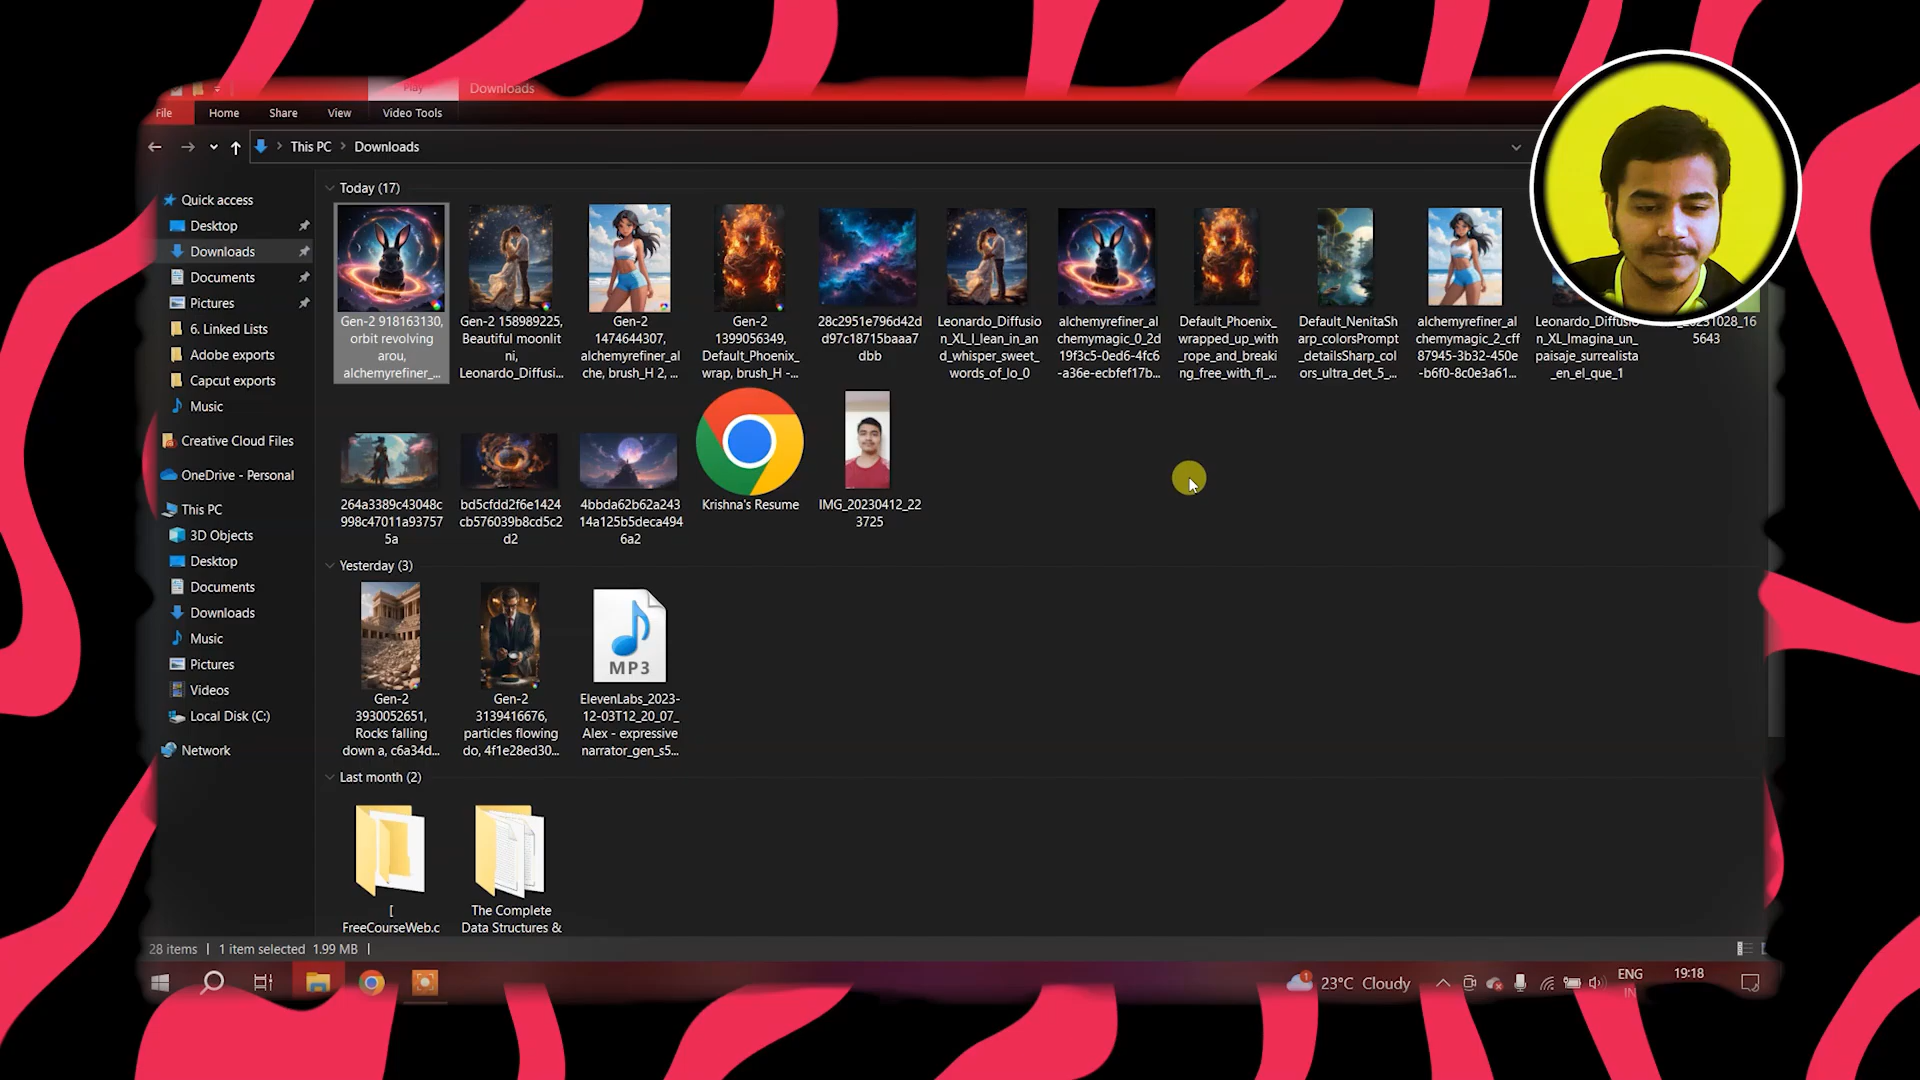 Play
Downloads
File
Home
Share
View
Video Tools
This PC
Downloads
Quick access
Desktop
Downloads
Documents
Pictures
6. Linked Lists
Adobe exports
Capcut exports
Music
Creative Cloud Files
OneDrive - Personal
This PC
3D Objects
Desktop
Documents
Downloads
Music
Pictures
Videos
Local Disk (C:)
Network
Today (17)
Gen-2 918163130,
orbit revolving
arou,
alchemyrefiner_...
Gen-2 158989225,
Beautiful moonlit
ni,
Leonardo_Diffusi...
Gen-2
1474644307,
alchemyrefiner_al
che, brush_H 2, ...
Gen-2
1399056349,
Default_Phoenix_
wrap, brush_H -...
28c2951e796d42d
d97c18715baaa7
dbb
Leonardo_Diffusio
n_XL_I_lean_in_an
d_whisper_sweet_
words_of_lo_0
alchemyrefiner_al
chemymagic_0_2d
19f3c5-0ed6-4fc6
-a36e-ecbfef17b...
Default_Phoenix_
wrapped_up_with
_rope_and_breaki
ng_free_with_fl_...
Default_NenitaSh
arp_colorsPrompt
_detailsSharp_col
ors_ultra_det_5_...
alchemyrefiner_al
chemymagic_2_cff
87945-3b32-450e
-b6f0-8c0e3a61...
Leonardo_Diffusio
n_XL_Imagina_un_
paisaje_surrealista
_en_el_que_1
_20231028_16
5643
264a3389c43048c
998c47011a93757
5a
bd5cfdd2f6e1424
cb576039b8cd5c2
d2
4bbda62b62a243
14a125b5deca494
6a2
Krishna's Resume
IMG_20230412_22
3725
Yesterday (3)
Gen-2
3930052651,
Rocks falling
down a, c6a34d...
Gen-2
3139416676,
particles flowing
do, 4f1e28ed30...
MP3
ElevenLabs_2023-
12-03T12_20_07_
Alex - expressive
narrator_gen_s5...
Last month (2)
[
FreeCourseWeb.c
The Complete
Data Structures &
28 items
1 item selected 1.99 MB
1
23°C Cloudy
ENG
IN
19:18